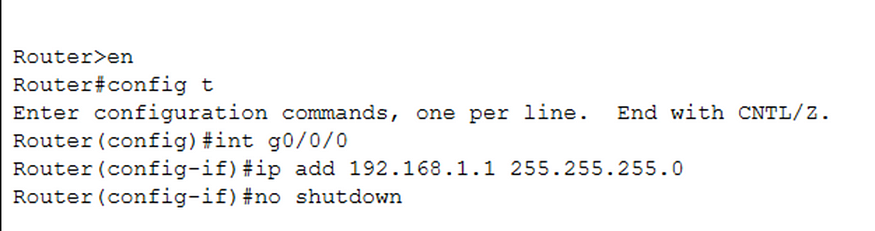 Router>en
Router#config t
Enter configuration commands, one per line.  End with CNTL/Z.
Router(config)#int g0/0/0
Router(config-if)#ip add 192.168.1.1 255.255.255.0
Router(config-if)#no shutdown